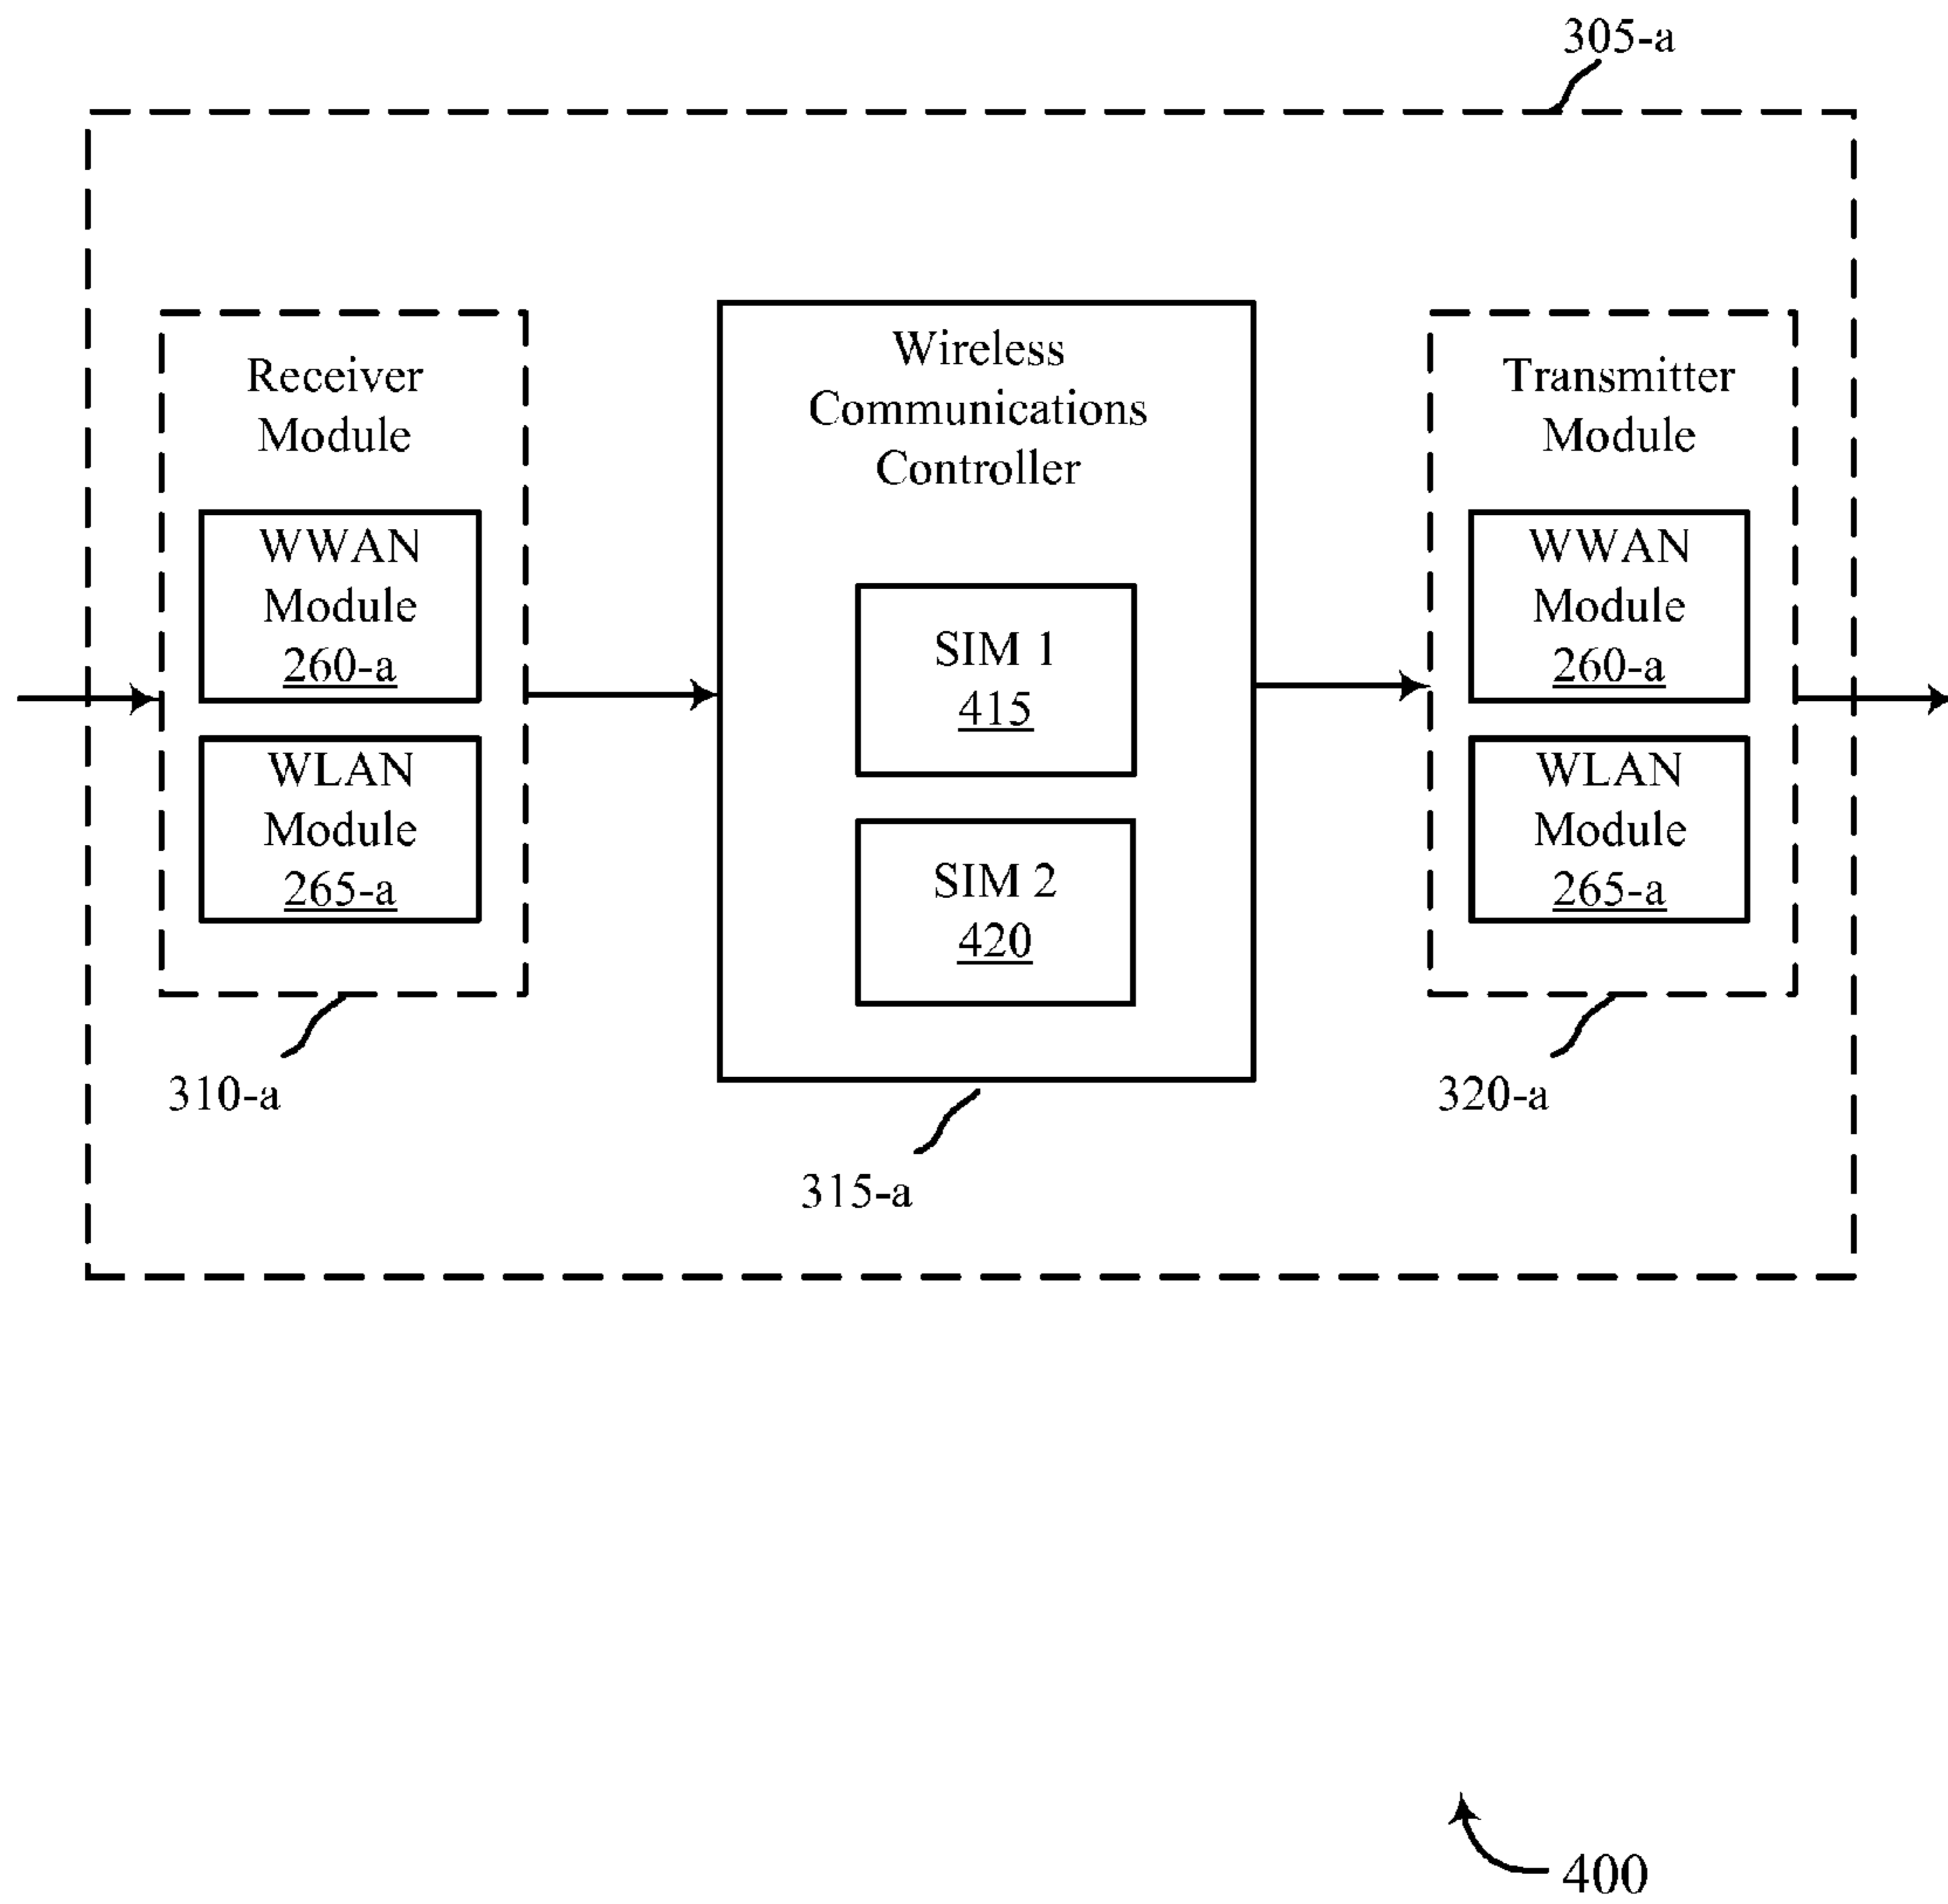 305-a
Receiver
Module
WWAN
Module
260-a
WLAN
Module
265-a
310-a
Wireless
Communications
Controller
SIM 1
415
SIM 2
420
315-a
Transmitter
Module
WWAN
Module
260-a
WLAN
Module
265-a
320-a
400